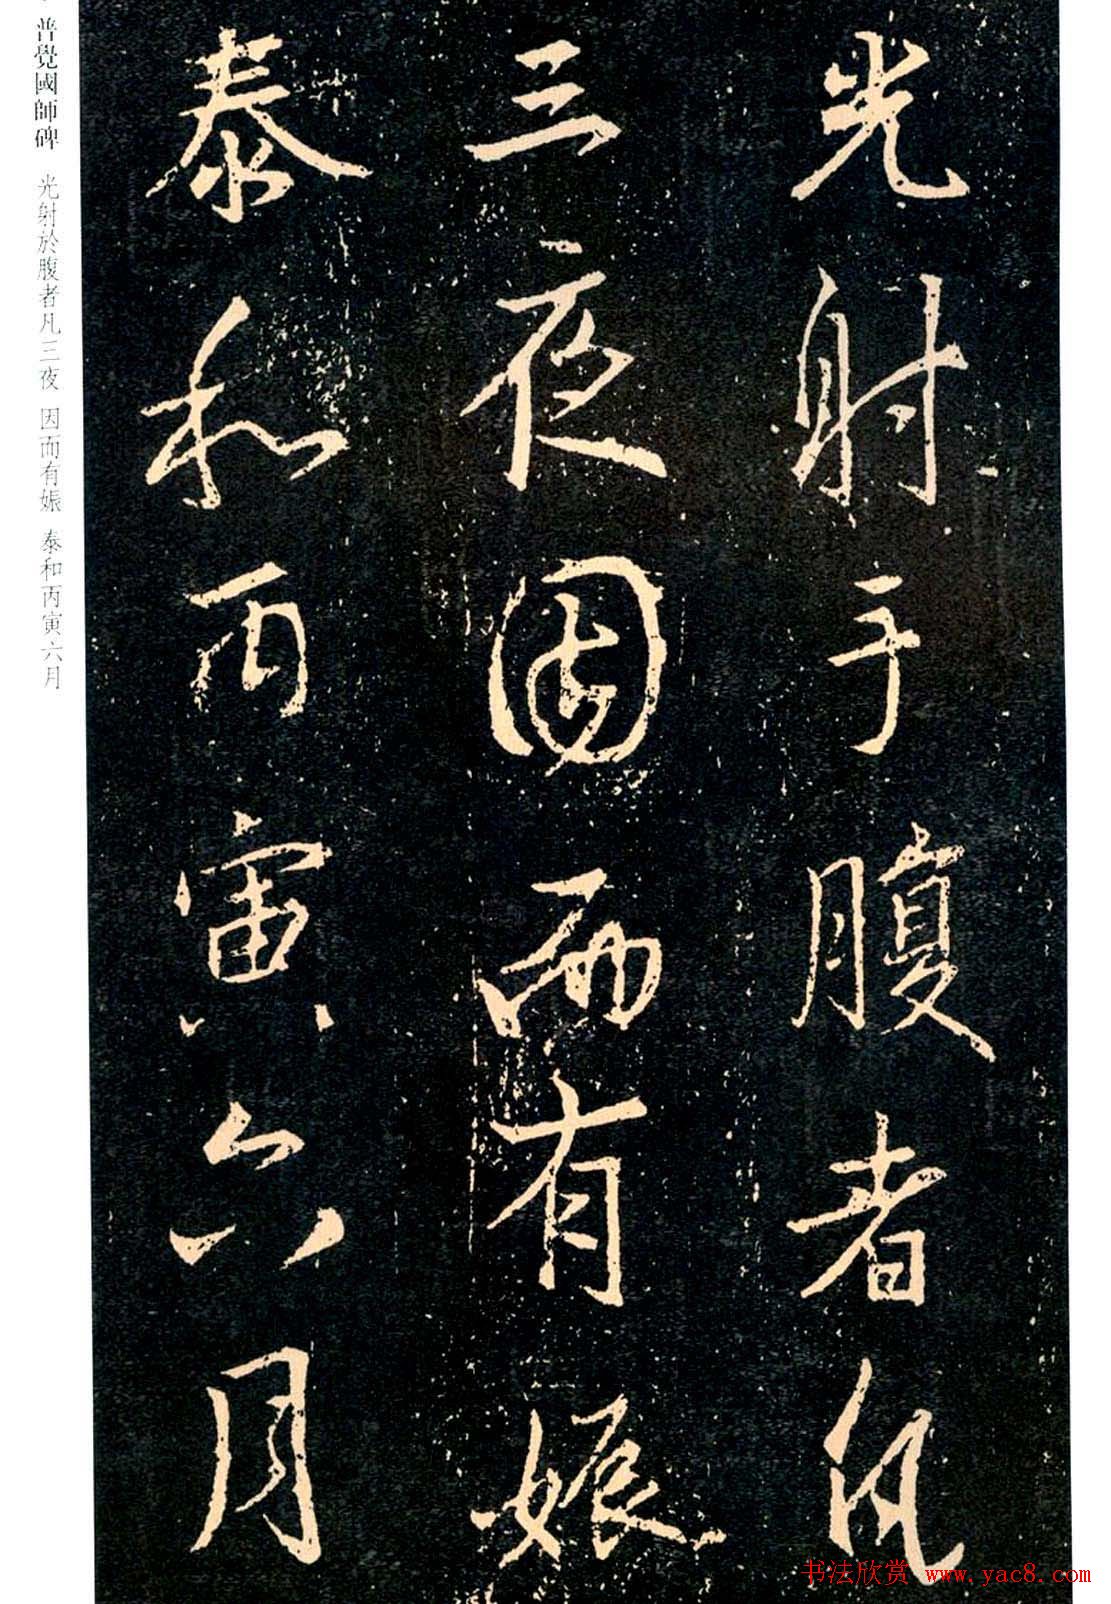 光射于腹者凡
三夜因而有娠
泰和丙寅六月
普覺國師碑 光射於腹者凡三夜 因而有娠 泰和丙寅六月
书法欣赏 www.yac8.com